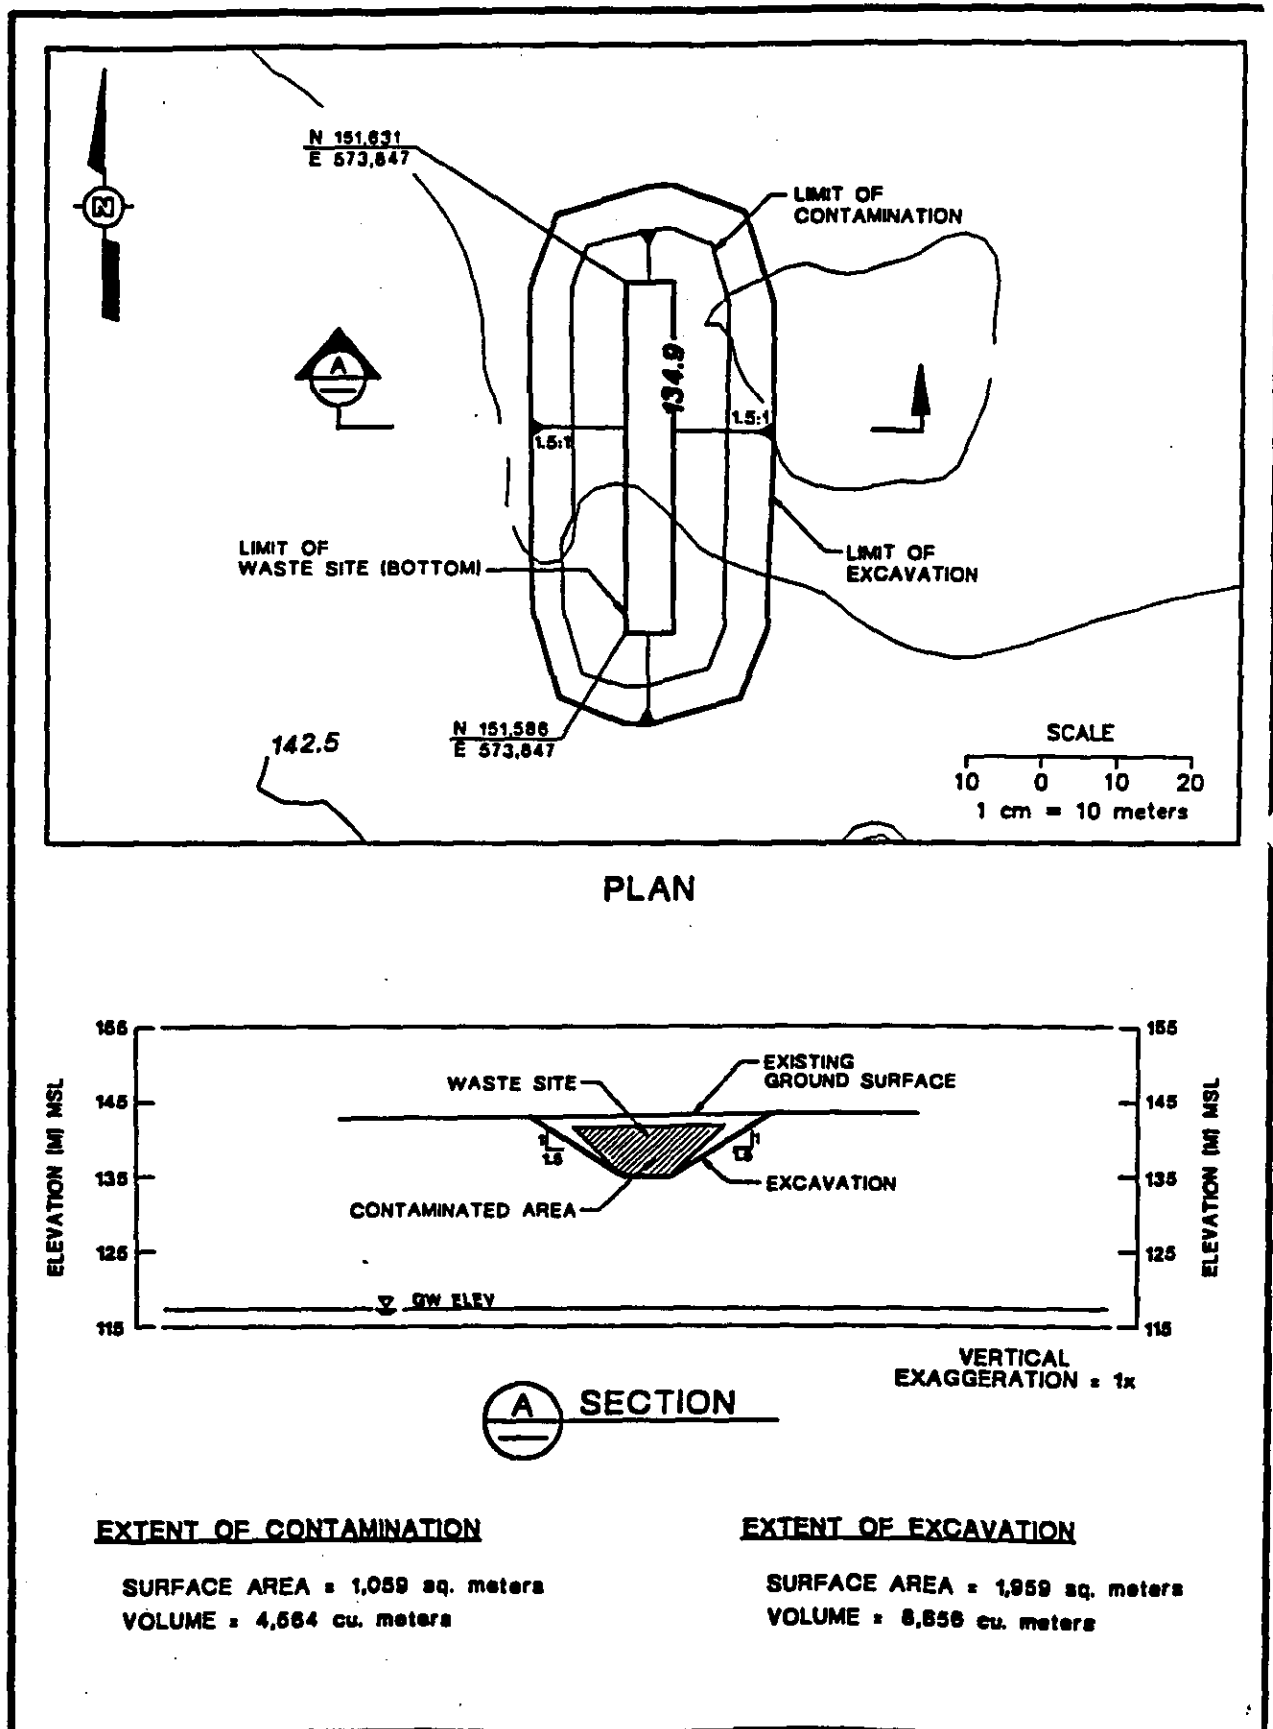 N 151,631
E 573,847
N
LIMIT OF
CONTAMINATION
A
134.9
1.5:1
1.5:1
LIMIT OF
WASTE SITE (BOTTOM)
LIMIT OF
EXCAVATION
N 151,586
E 573,847
142.5
SCALE
10 0 10 20
1 cm = 10 meters
PLAN
155
155
EXISTING
GROUND SURFACE
WASTE SITE
145
145
ELEVATION (M) MSL
ELEVATION (M) MSL
1
1.5
1
1.5
135
135
EXCAVATION
CONTAMINATED AREA
125
125
GW ELEV
115
115
VERTICAL
EXAGGERATION = 1x
A
SECTION
EXTENT OF CONTAMINATION
EXTENT OF EXCAVATION
SURFACE AREA = 1,059 sq. meters
VOLUME = 4,564 cu. meters
SURFACE AREA = 1,959 sq. meters
VOLUME = cu. meters